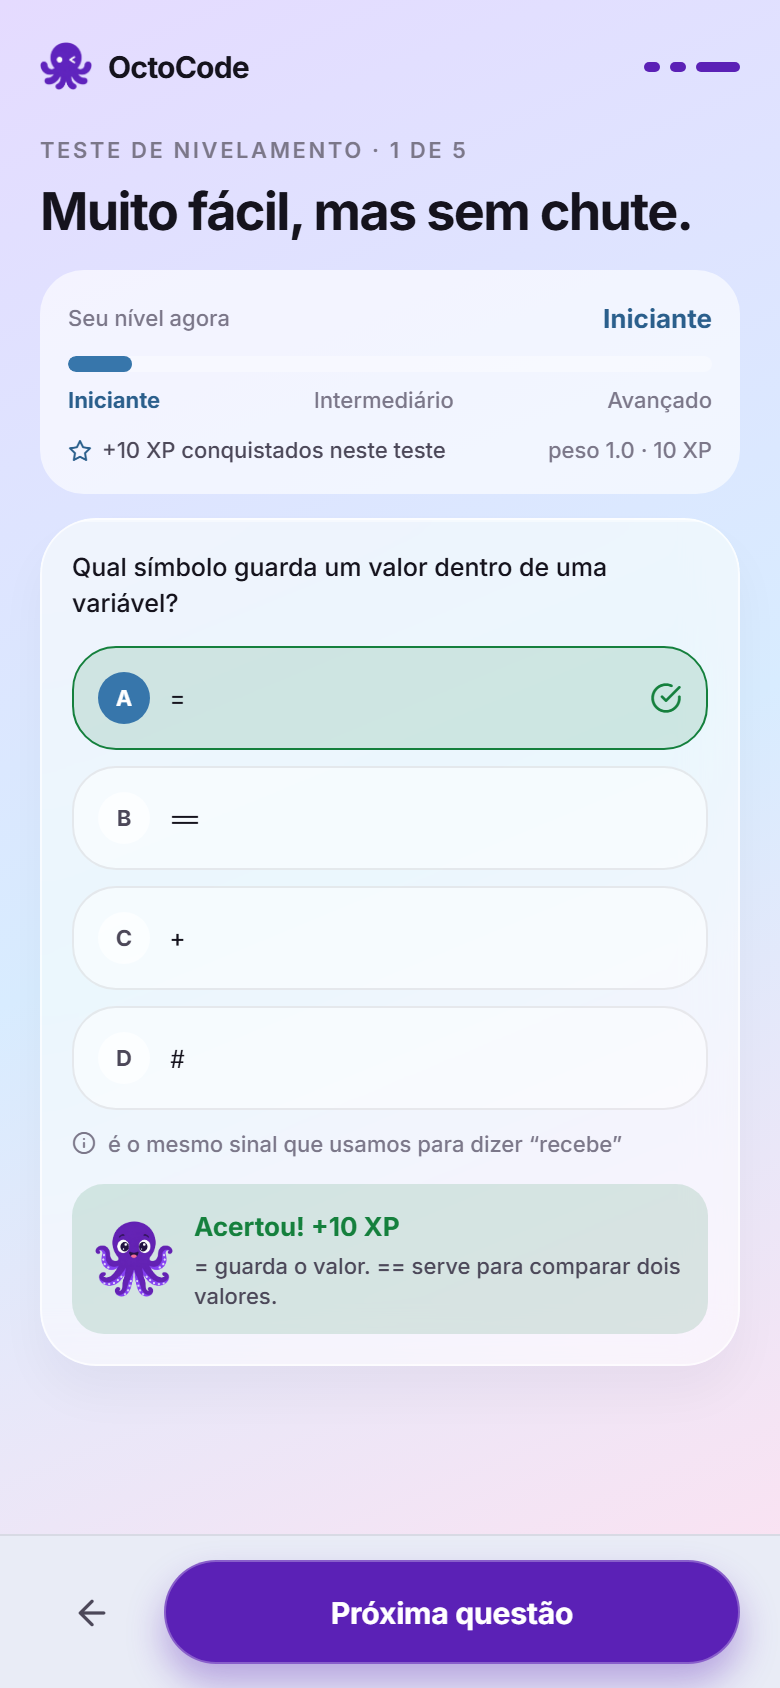 OctoCode
TESTE DE NIVELAMENTO · 1 DE 5
Muito fácil, mas sem chute.
Seu nível agora
Iniciante
Iniciante
Intermediário
Avançado
+10 XP conquistados neste teste
peso 1.0 · 10 XP
Qual símbolo guarda um valor dentro de uma
variável?
A =
B ==
C +
D #
é o mesmo sinal que usamos para dizer “recebe”
Acertou! +10 XP
= guarda o valor. == serve para comparar dois
valores.
Próxima questão